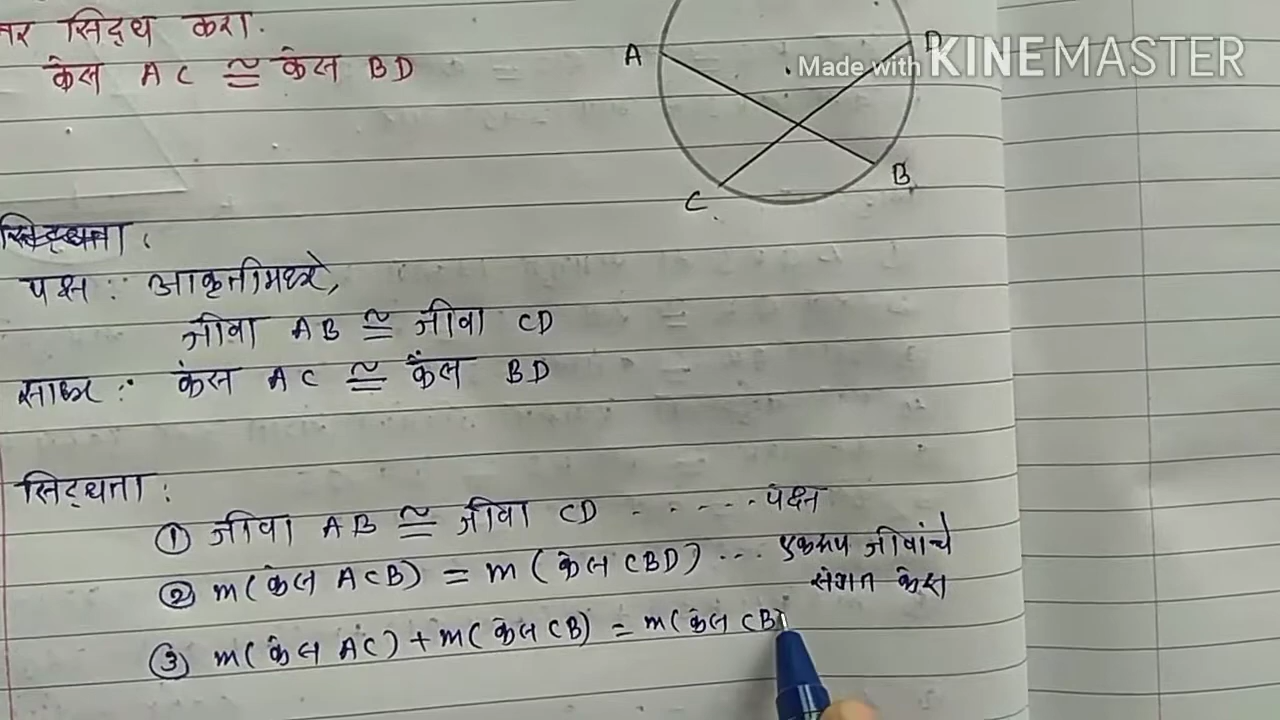 तर सिद्ध करा.
कंस AC ≅ कंस BD
A
D
C
B
Made with KINEMASTER
सिद्धता:
पक्ष : आकृतीमध्ये,
जीवा AB ≅ जीवा CD
साध्य : कंस AC ≅ कंस BD
सिद्धता :
① जीवा AB ≅ जीवा CD ...... पक्ष
② m(कंस ACB) = m(कंस CBD) ... एकरूप जीवांचे
संगत कंस
③ m(कंस AC) + m(कंस CB) = m(कंस CB